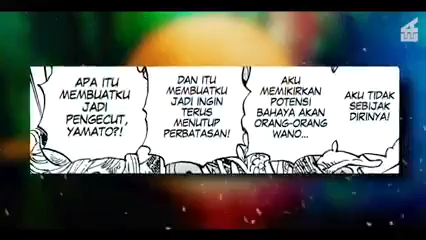 AKU TIDAK
SEBIJAK
DIRINYA!
AKU
MEMIKIRKAN
POTENSI
BAHAYA AKAN
ORANG-ORANG
WANO...
DAN ITU
MEMBUATKU
JADI INGIN
TERUS
MENUTUP
PERBATASAN!
APA ITU
MEMBUATKU
JADI
PENGECUT,
YAMATO?!